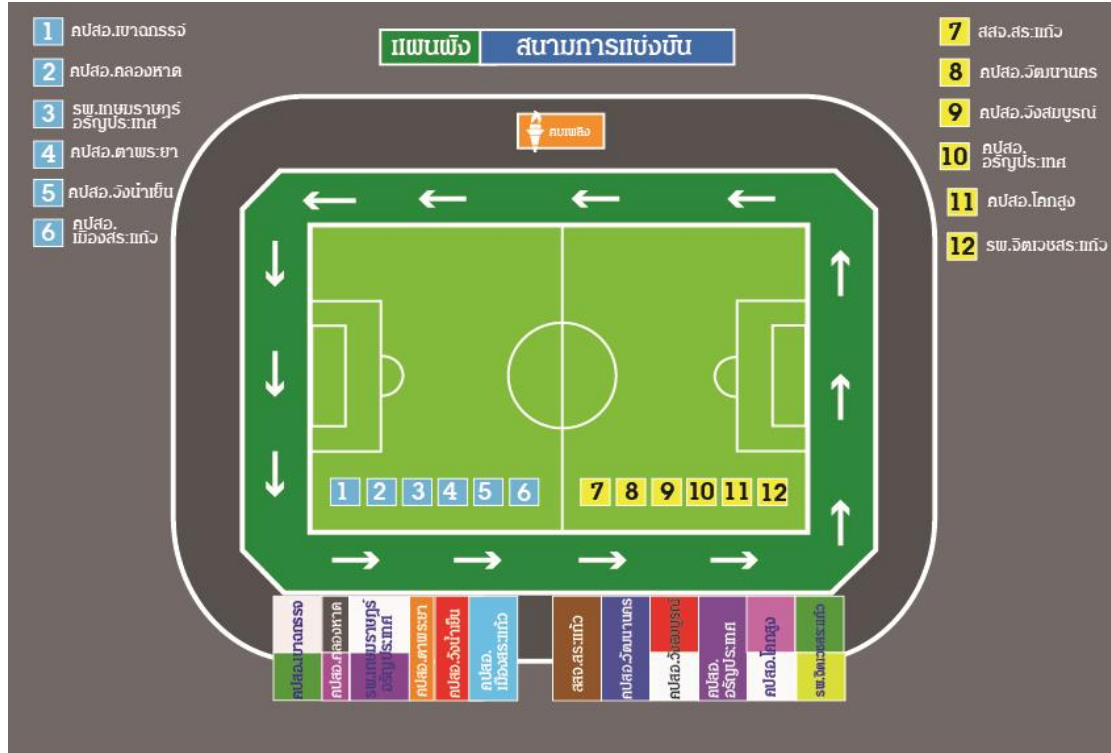 แผนผัง สนามการแข่งขัน
1 คปสอ.เขาฉกรรจ์
2 คปสอ.คลองหาด
3 รพ.เกษมราษฎร์
อรัญประเทศ
4 คปสอ.ตาพระยา
5 คปสอ.วังน้ำเย็น
6 คปสอ.
เมืองสระแก้ว
7 สสจ.สระแก้ว
8 คปสอ.วัฒนานคร
9 คปสอ.วังสมบูรณ์
10 คปสอ.
อรัญประเทศ
11 คปสอ.โคกสูง
12 รพ.จิตเวชสระแก้ว
คบเพลิง
1 2 3 4 5 6 7 8 9 10 11 12
คปสอ.เขาฉกรรจ
คปสอ.คลองหาด
รพ.เกษมราษฎร์
อรัญประเทศ
คปสอ.ตาพระยา
คปสอ.วังน้ำเย็น
คปสอ.
เมืองสระแก้ว
สสจ.สระแก้ว
คปสอ.วัฒนานคร
คปสอ.วังสมบูรณ์
คปสอ.
อรัญประเทศ
คปสอ.โคกสูง
รพ.จิตเวชสระแก้ว